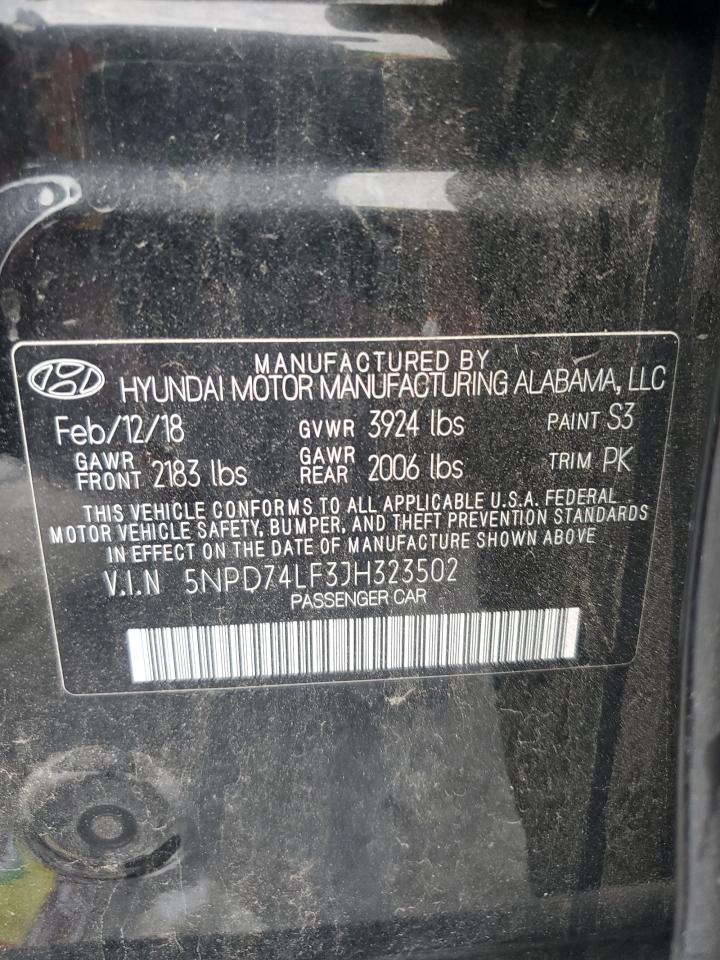 MANUFACTURED BY
HYUNDAI MOTOR MANUFACTURING ALABAMA, LLC
Feb/12/18 GVWR 3924 lbs PAINT S3
GAWR FRONT 2183 lbs GAWR REAR 2006 lbs TRIM PK
THIS VEHICLE CONFORMS TO ALL APPLICABLE U.S.A. FEDERAL
MOTOR VEHICLE SAFETY, BUMPER, AND THEFT PREVENTION STANDARDS
IN EFFECT ON THE DATE OF MANUFACTURE SHOWN ABOVE
V.I.N 5NPD74LF3JH323502
PASSENGER CAR